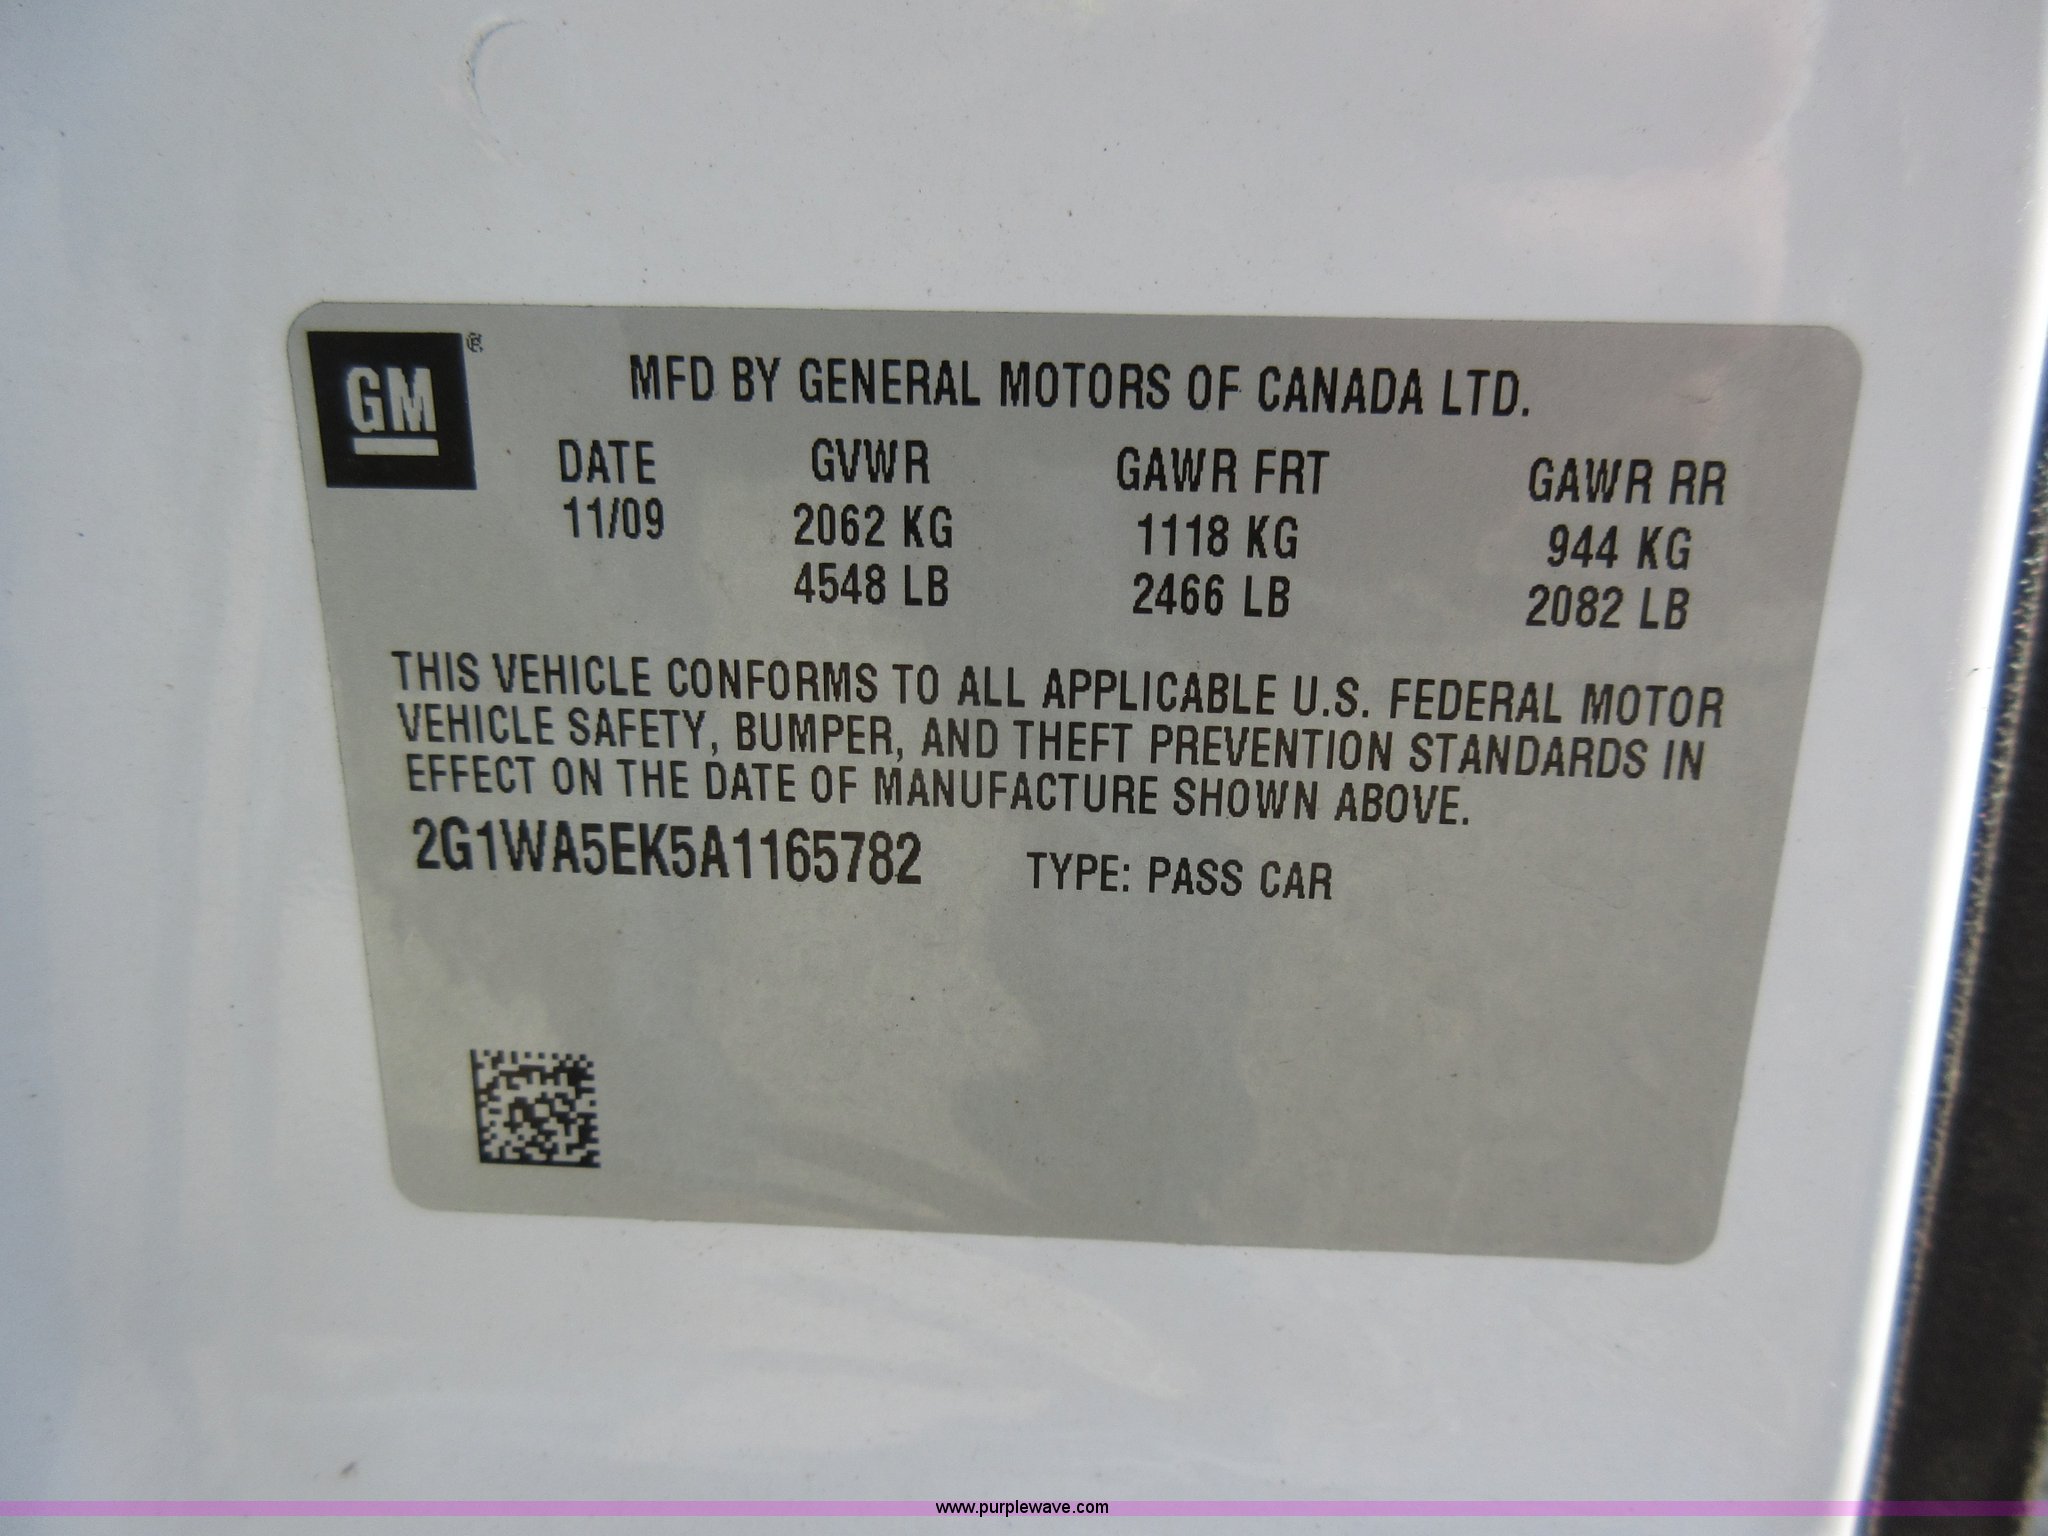 GM®
MFD BY GENERAL MOTORS OF CANADA LTD.
DATE GVWR GAWR FRT GAWR RR
11/09 2062 KG 1118 KG 944 KG
4548 LB 2466 LB 2082 LB
THIS VEHICLE CONFORMS TO ALL APPLICABLE U.S. FEDERAL MOTOR
VEHICLE SAFETY, BUMPER, AND THEFT PREVENTION STANDARDS IN
EFFECT ON THE DATE OF MANUFACTURE SHOWN ABOVE.
2G1WA5EK5A1165782 TYPE: PASS CAR
www.purplewave.com